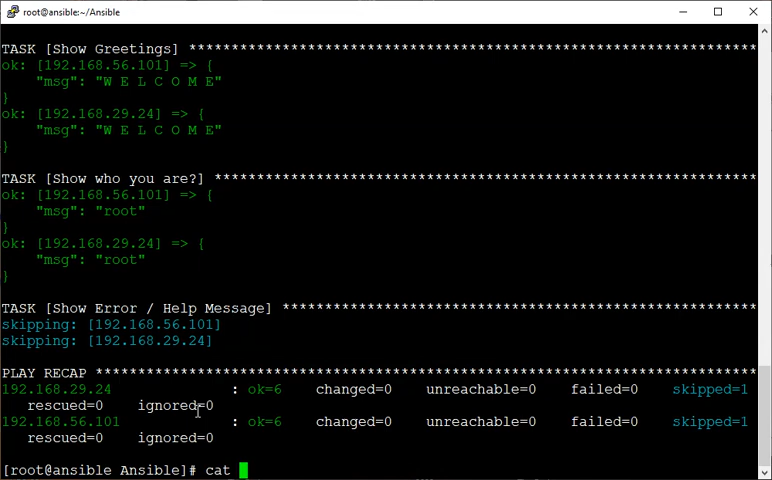 root@ansible:~/Ansible
TASK [Show Greetings] *******************************************************************
ok: [192.168.56.101] => {
    "msg": "W E L C O M E"
}
ok: [192.168.29.24] => {
    "msg": "W E L C O M E"
}
TASK [Show who you are?] ****************************************************************
ok: [192.168.56.101] => {
    "msg": "root"
}
ok: [192.168.29.24] => {
    "msg": "root"
}
TASK [Show Error / Help Message] ********************************************************
skipping: [192.168.56.101]
skipping: [192.168.29.24]
PLAY RECAP ******************************************************************************
192.168.29.24              : ok=6    changed=0    unreachable=0    failed=0    skipped=1
   rescued=0    ignored=0
192.168.56.101             : ok=6    changed=0    unreachable=0    failed=0    skipped=1
   rescued=0    ignored=0
[root@ansible Ansible]# cat